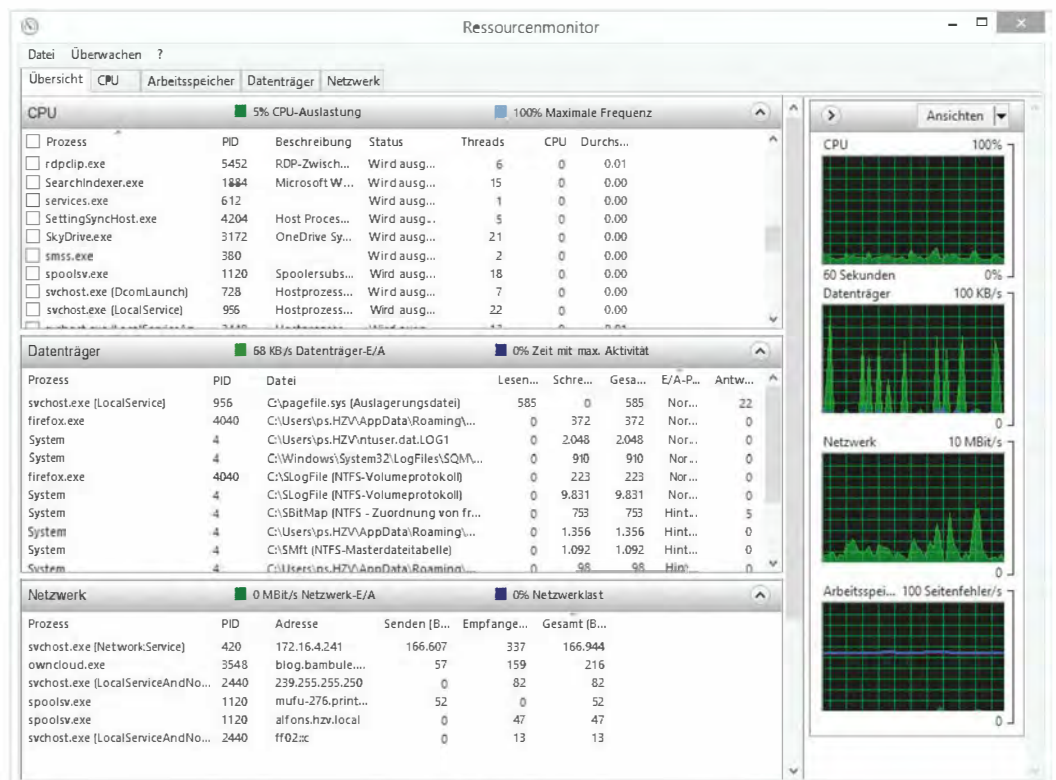 Ressourcenmonitor
Datei Überwachen ?
Übersicht CPU Arbeitsspeicher Datenträger Netzwerk
CPU 5% CPU-Auslastung 100% Maximale Frequenz
Prozess PID Beschreibung Status Threads CPU Durchs...
rdpclip.exe 5452 RDP-Zwisch... Wird ausg... 6 0 0.01
SearchIndexer.exe 1884 Microsoft W... Wird ausg... 15 0 0.00
services.exe 612 Wird ausg... 1 0 0.00
SettingSyncHost.exe 4204 Host Proces... Wird ausg... 5 0 0.00
SkyDrive.exe 3172 OneDrive Sy... Wird ausg... 21 0 0.00
smss.exe 380 Wird ausg... 2 0 0.00
spoolsv.exe 1120 Spoolersubs... Wird ausg... 18 0 0.00
svchost.exe (DcomLaunch) 728 Hostprozess... Wird ausg... 7 0 0.00
svchost.exe (LocalService) 956 Hostprozess... Wird ausg... 22 0 0.00
Datenträger 68 KB/s Datenträger-E/A 0% Zeit mit max. Aktivität
Prozess PID Datei Lesen... Schre... Gesa... E/A-P... Antw...
svchost.exe (LocalService) 956 C:\pagefile.sys (Auslagerungsdatei) 585 0 585 Nor... 22
firefox.exe 4040 C:\Users\ps.HZV\AppData\Roaming\... 0 372 372 Nor... 0
System 4 C:\Users\ps.HZV\ntuser.dat.LOG1 0 2.048 2.048 Nor... 0
System 4 C:\Windows\System32\LogFiles\SQM\... 0 910 910 Nor... 0
firefox.exe 4040 C:\SLogFile (NTFS-Volumeprotokoll) 0 223 223 Nor... 0
System 4 C:\SLogFile (NTFS-Volumeprotokoll) 0 9.831 9.831 Nor... 0
System 4 C:\SBitMap (NTFS - Zuordnung von fr... 0 753 753 Hint... 5
System 4 C:\Users\ps.HZV\AppData\Roaming\... 0 1.356 1.356 Hint... 0
System 4 C:\SMft (NTFS-Masterdateitabelle) 0 1.092 1.092 Hint... 0
System 4 C:\Users\ps.HZV\AppData\Roaming\... 0 98 98 Hint... 0
Netzwerk 0 MBit/s Netzwerk-E/A 0% Netzwerklast
Prozess PID Adresse Senden (B... Empfange... Gesamt (B...
svchost.exe (NetworkService) 420 172.16.4.241 166.607 337 166.944
owncloud.exe 3548 blog.bambule.... 57 159 216
svchost.exe (LocalServiceAndNo... 2440 239.255.255.250 0 82 82
spoolsv.exe 1120 mufu-276.print... 52 0 52
spoolsv.exe 1120 alfons.hzv.local 0 47 47
svchost.exe (LocalServiceAndNo... 2440 ff02::c 0 13 13
Ansichten
CPU 100%
60 Sekunden 0%
Datenträger 100 KB/s
0
Netzwerk 10 MBit/s
0
Arbeitsspei... 100 Seitenfehler/s
0